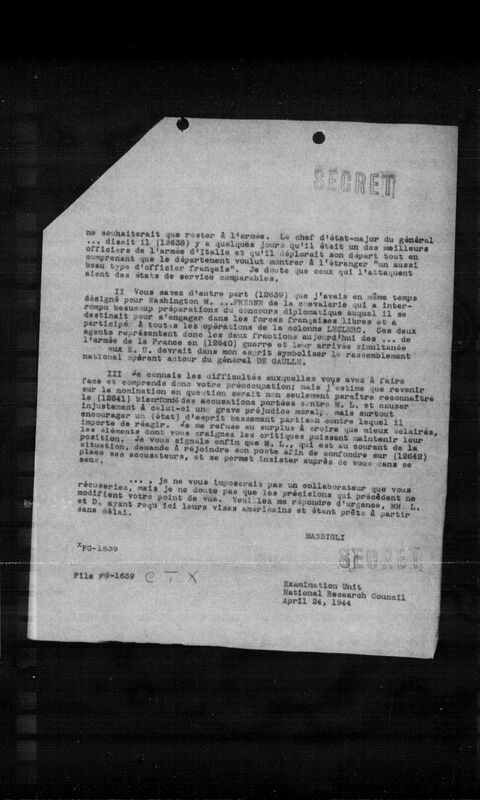 SECRET
ne souhaiterait que rester à l'armée. Le chef d'état-major du général
... disait il (12638) y a quelques jours qu'il était un des meilleurs
officiers de l'armée d'Italie et qu'il déplorait son départ tout en
comprenant que le département voulut montrer à l'étranger "un aussi
beau type d'officier français". Je doute que ceux qui l'attaquent
aient des états de service comparables.
II Vous savez d'autre part (12639) que j'avais en même temps
désigné pour Washington M. ... de la chevalerie qui a inter-
rompu beaucoup préparations du concours diplomatique auquel il se
destinait pour s'engager dans les forces françaises libres et a
participé à toutes les opérations de la colonne LECLERC. Ces deux
agents représentent donc les deux fractions aujourd'hui des ... de
l'armée de la France en (12640) guerre et leur arrivée simultanée
aux E. U. devrait dans mon esprit symboliser le rassemblement
national opérant autour du général DE GAULLE.
III Je connais les difficultés auxquelles vous avez à faire
face et comprends donc votre préoccupation; mais j'estime que revenir
sur la nomination en question serait non seulement paraître reconnaître
le (12641) bienfondé des accusations portées contre M. L. et causer
injustement à celui-ci une grave préjudice moral, mais surtout
encourager un (état) d'esprit bassement partisan contre lequel il
importe de réagir. Je me refuse au surplus à croire que mieux éclairés,
les éléments dont vous craignez les critiques puissent maintenir leur
position. Je vous signale enfin que M. L., qui est au courant de la
situation, demande à rejoindre son poste afin de confondre sur (12642)
place ses accusateurs, et se permet insister auprès de vous dans ce
sens.
... , je ne vous imposerais pas un collaborateur que vous
récuseriez, mais je ne doute pas que les précisions qui précèdent ne
modifient votre point de vue. Veuillez me répondre d'urgence, MM. L.
et D. ayant reçu ici leurs visas américains et étant prêts à partir
sans délai.
MASSIGLI
XFG-1639
SECRET
File FG-1659 C T X
Examination Unit
National Research Council
April 24, 1944